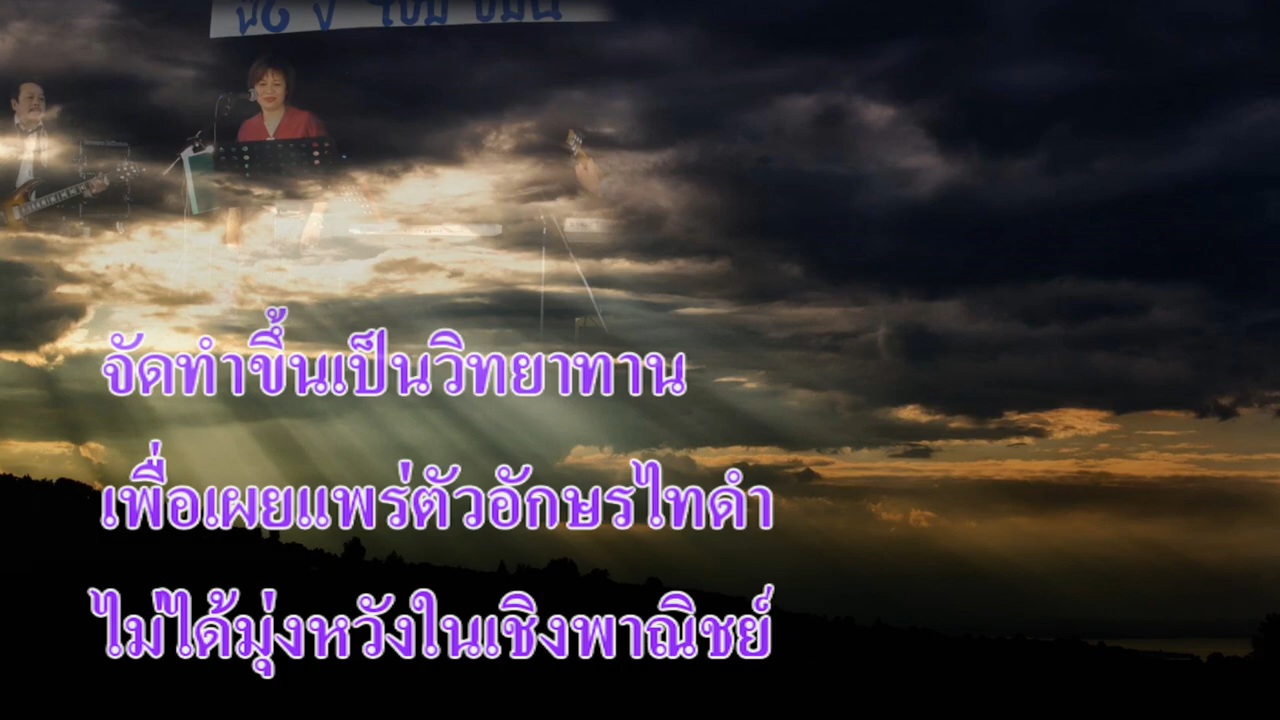 จัดทำขึ้นเป็นวิทยาทาน
เพื่อเผยแพร่ตัวอักษรไทดำ
ไม่ได้มุ่งหวังในเชิงพาณิชย์